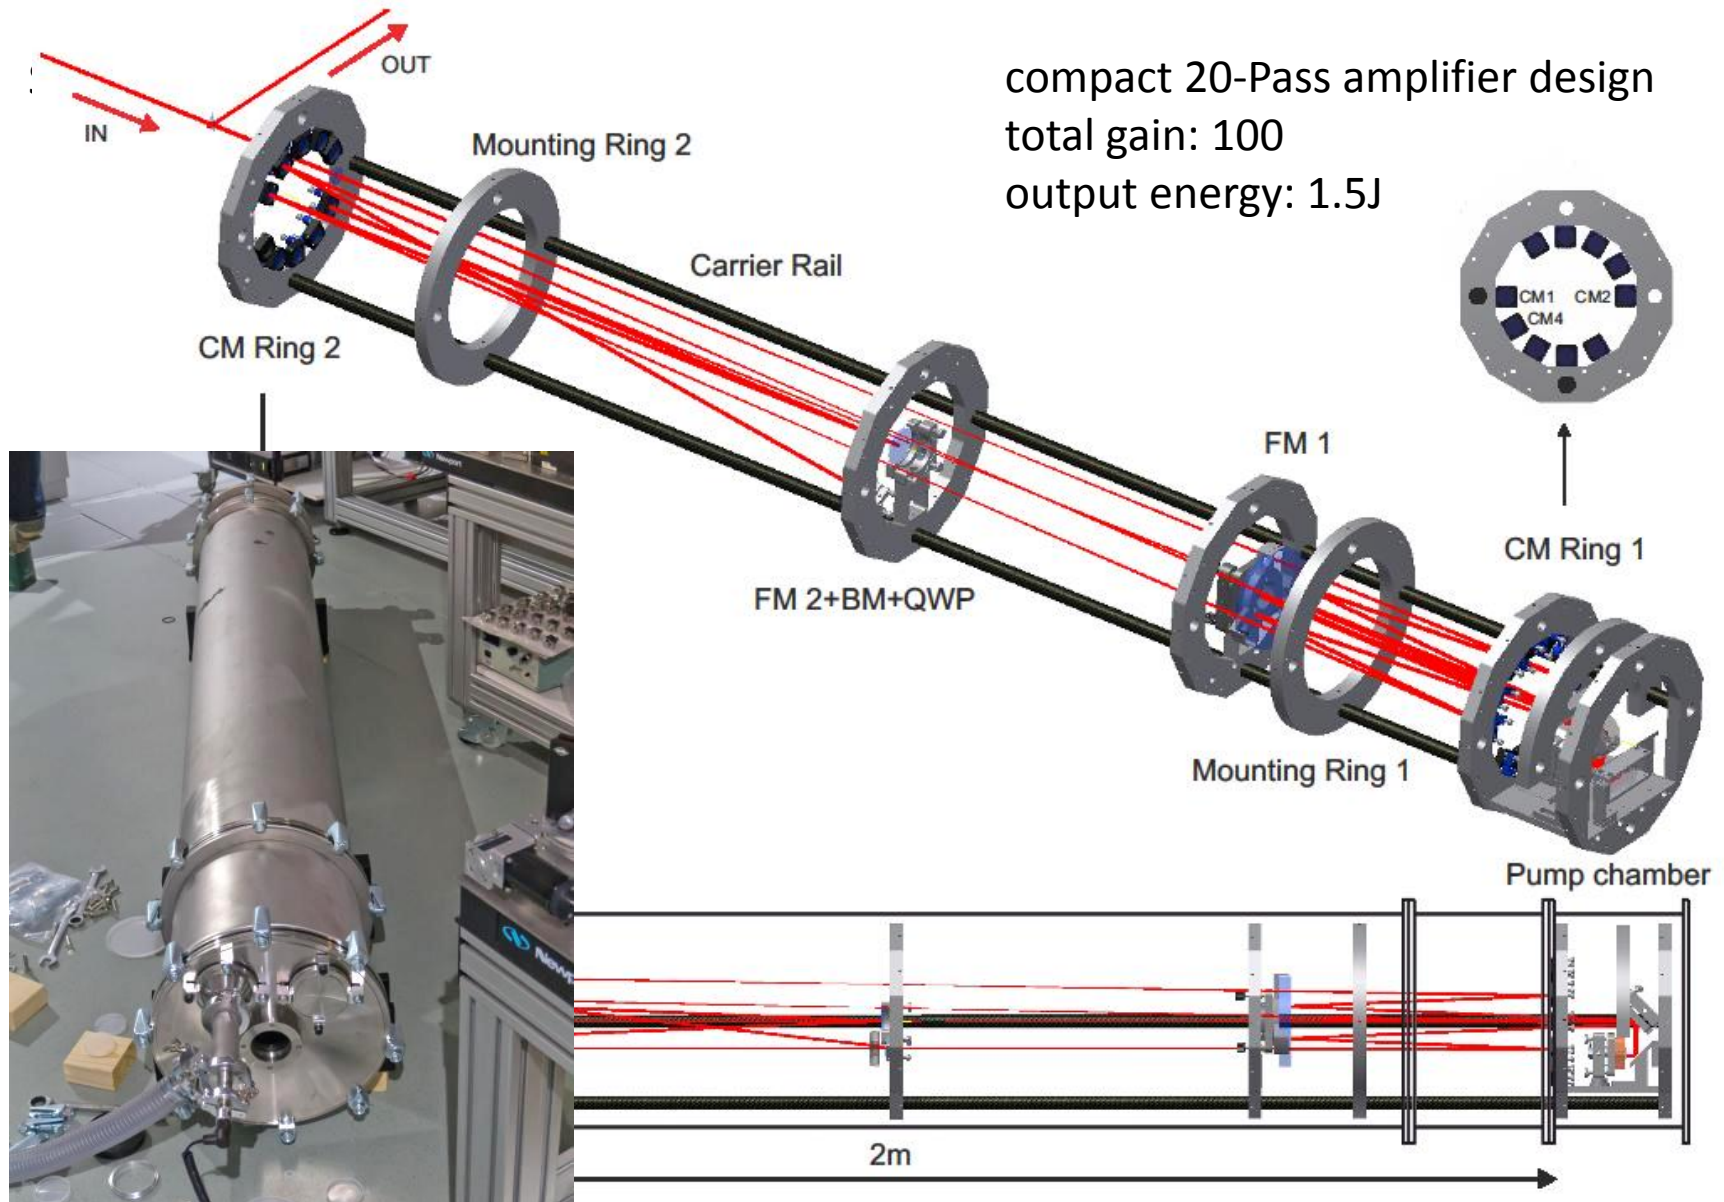 OUT
IN
compact 20-Pass amplifier design
total gain: 100
output energy: 1.5J
Mounting Ring 2
Carrier Rail
CM Ring 2
CM1 CM2
CM4
FM 1
CM Ring 1
FM 2+BM+QWP
Mounting Ring 1
Pump chamber
Newport
Newport
2m